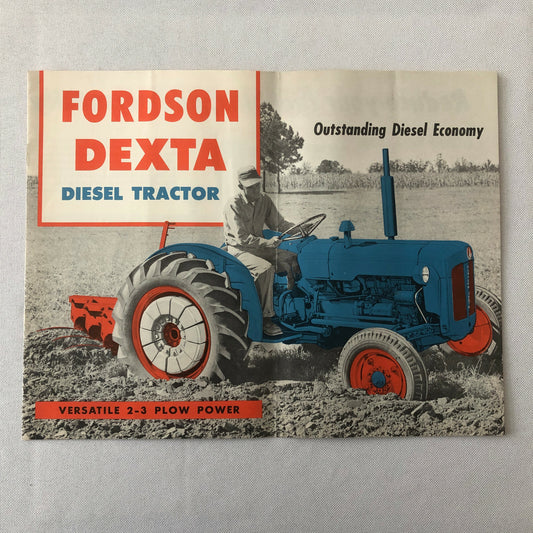 FORDSON
DEXTA
DIESEL TRACTOR
Outstanding Diesel Economy
VERSATILE 2-3 PLOW POWER